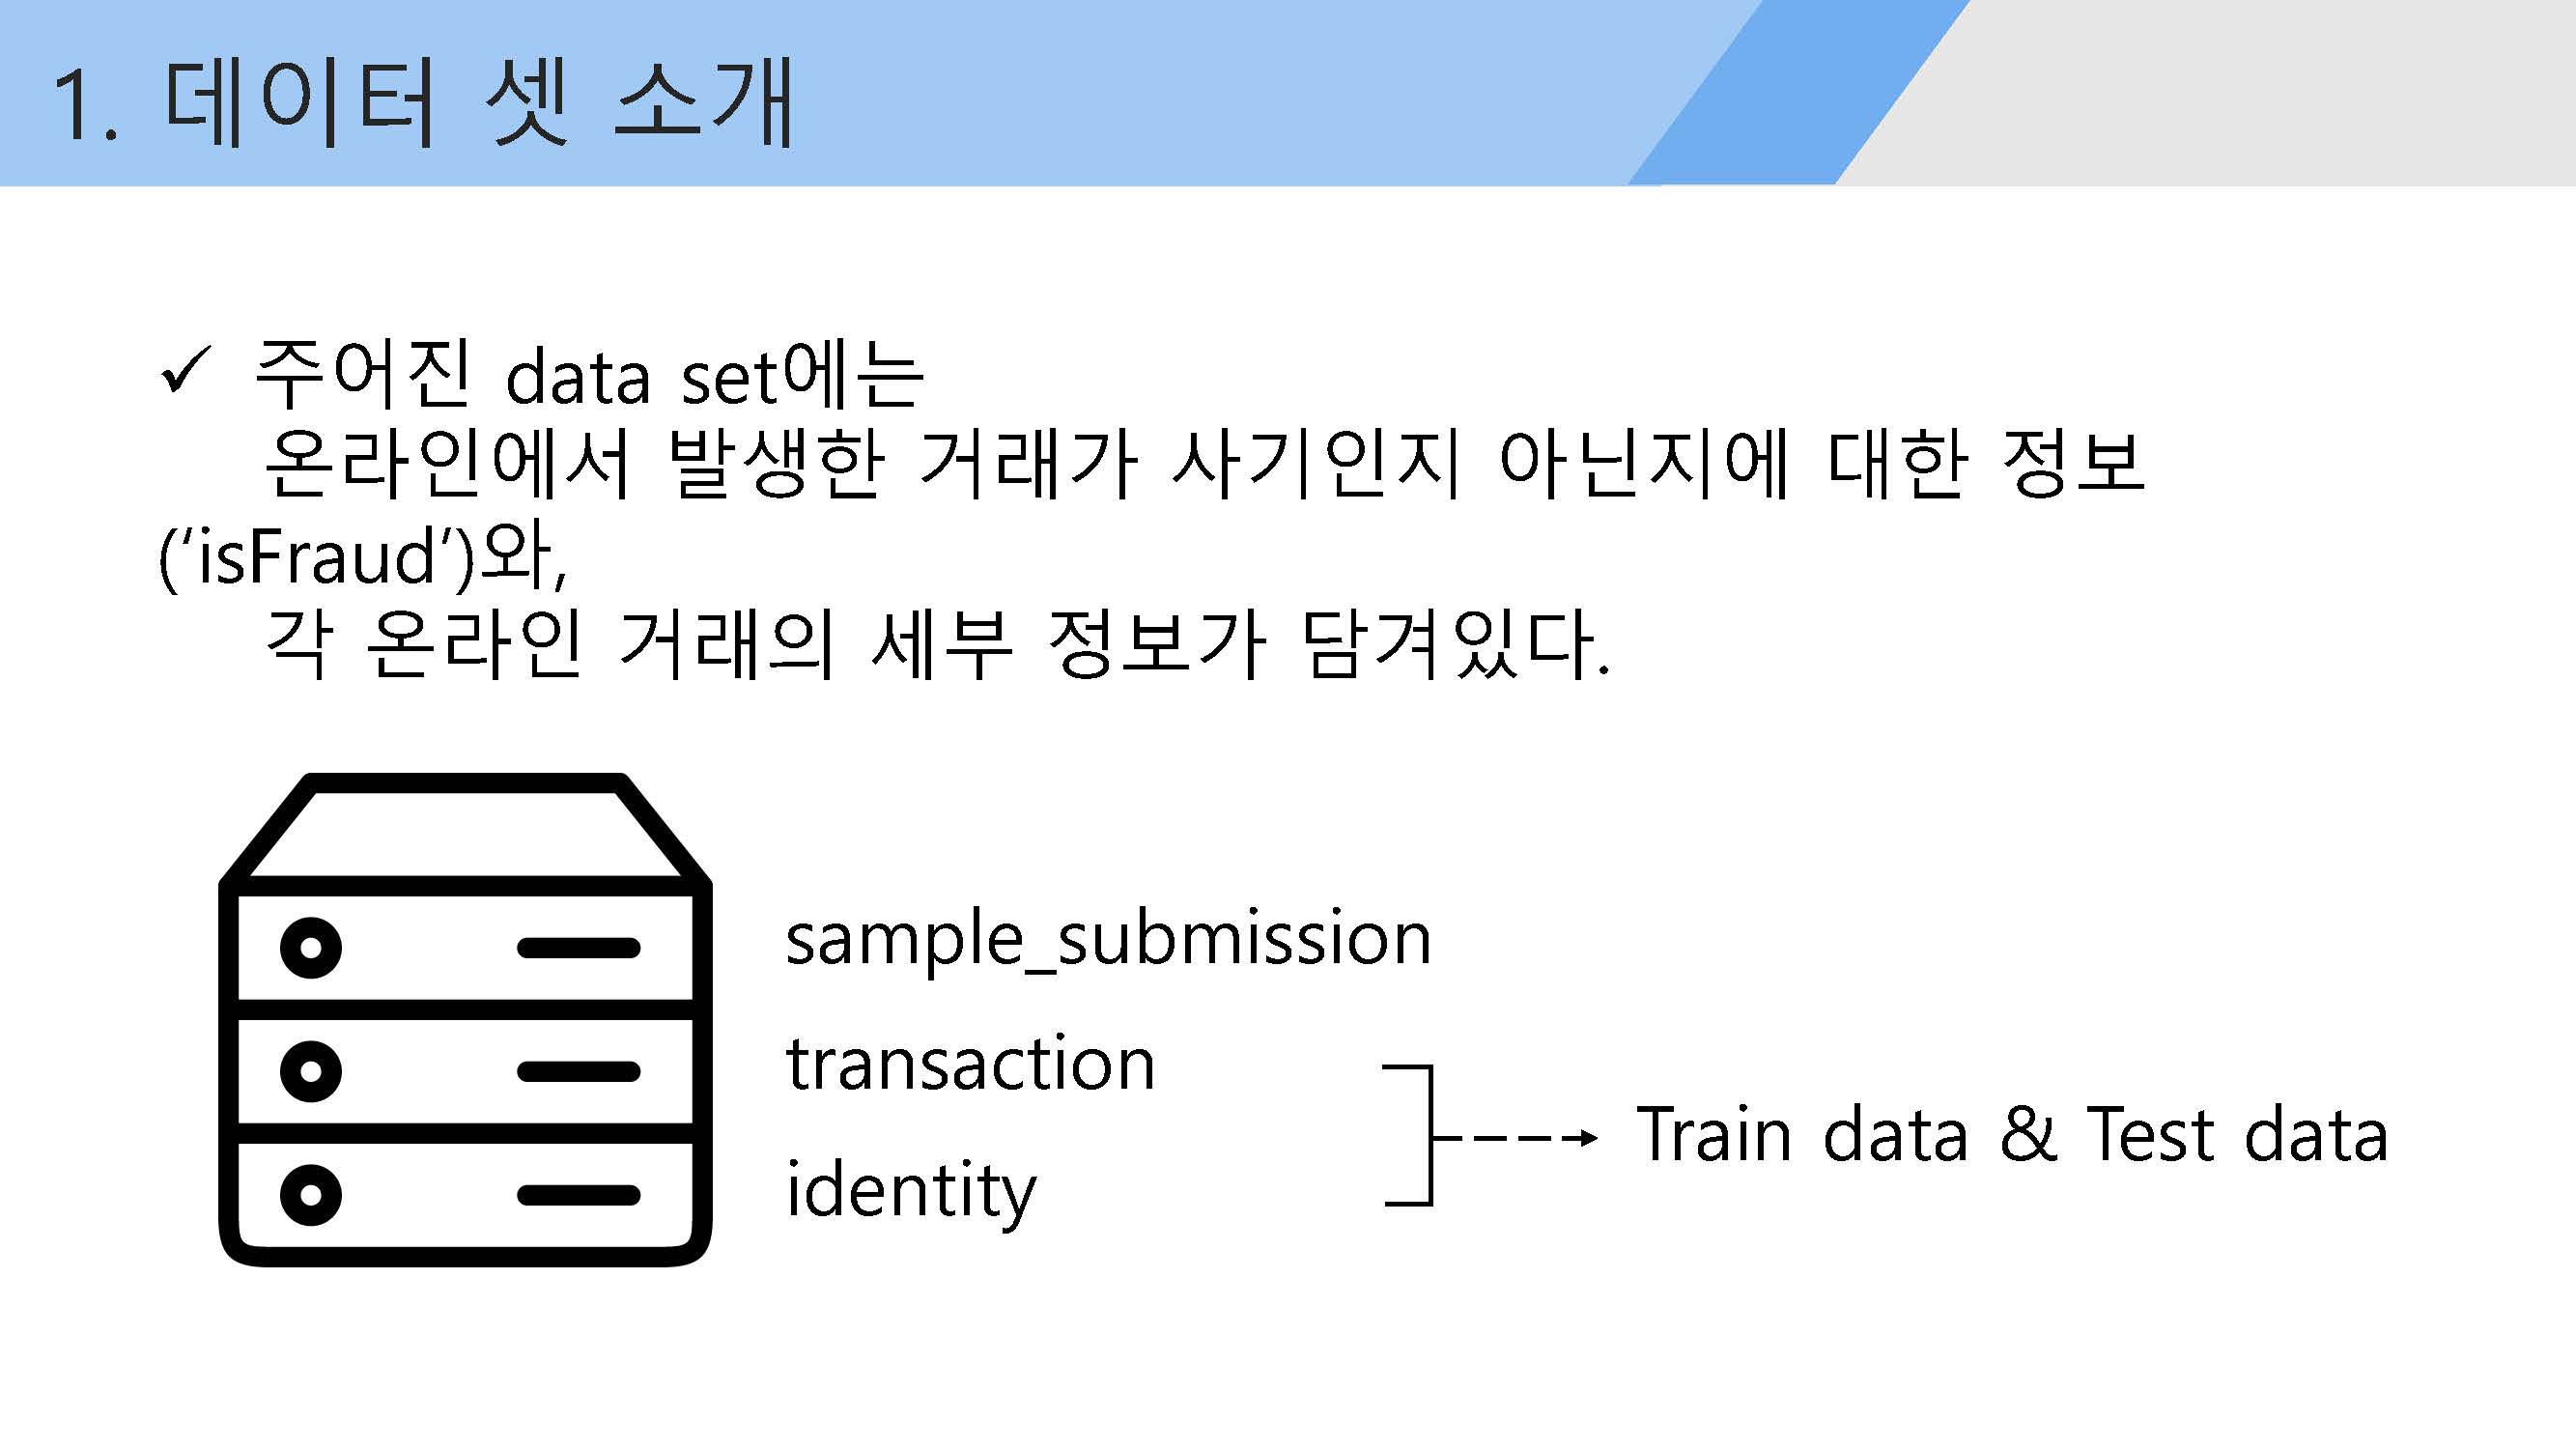 1. 데이터 셋 소개
✓ 주어진 data set에는
온라인에서 발생한 거래가 사기인지 아닌지에 대한 정보
(‘isFraud’)와,
각 온라인 거래의 세부 정보가 담겨있다.
sample_submission
transaction
identity
Train data & Test data